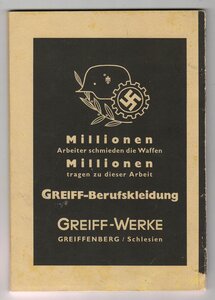 Millionen
Arbeiter schmieden die Waffen
Millionen
tragen zu dieser Arbeit
GREIFF-Berufskleidung
GREIFF-WERKE
GREIFFENBERG / Schlesien